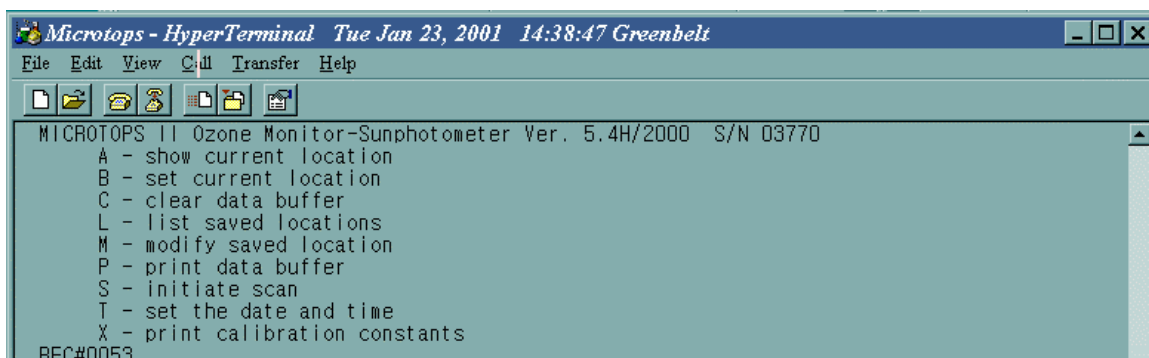 Microtops - HyperTerminal Tue Jan 23, 2001 14:38:47 Greenbelt
File Edit View Call Transfer Help
MICROTOPS II Ozone Monitor-Sunphotometer Ver. 5.4H/2000 S/N 03770
A - show current location
B - set current location
C - clear data buffer
L - list saved locations
M - modify saved location
P - print data buffer
S - initiate scan
T - set the date and time
X - print calibration constants
REC#0053